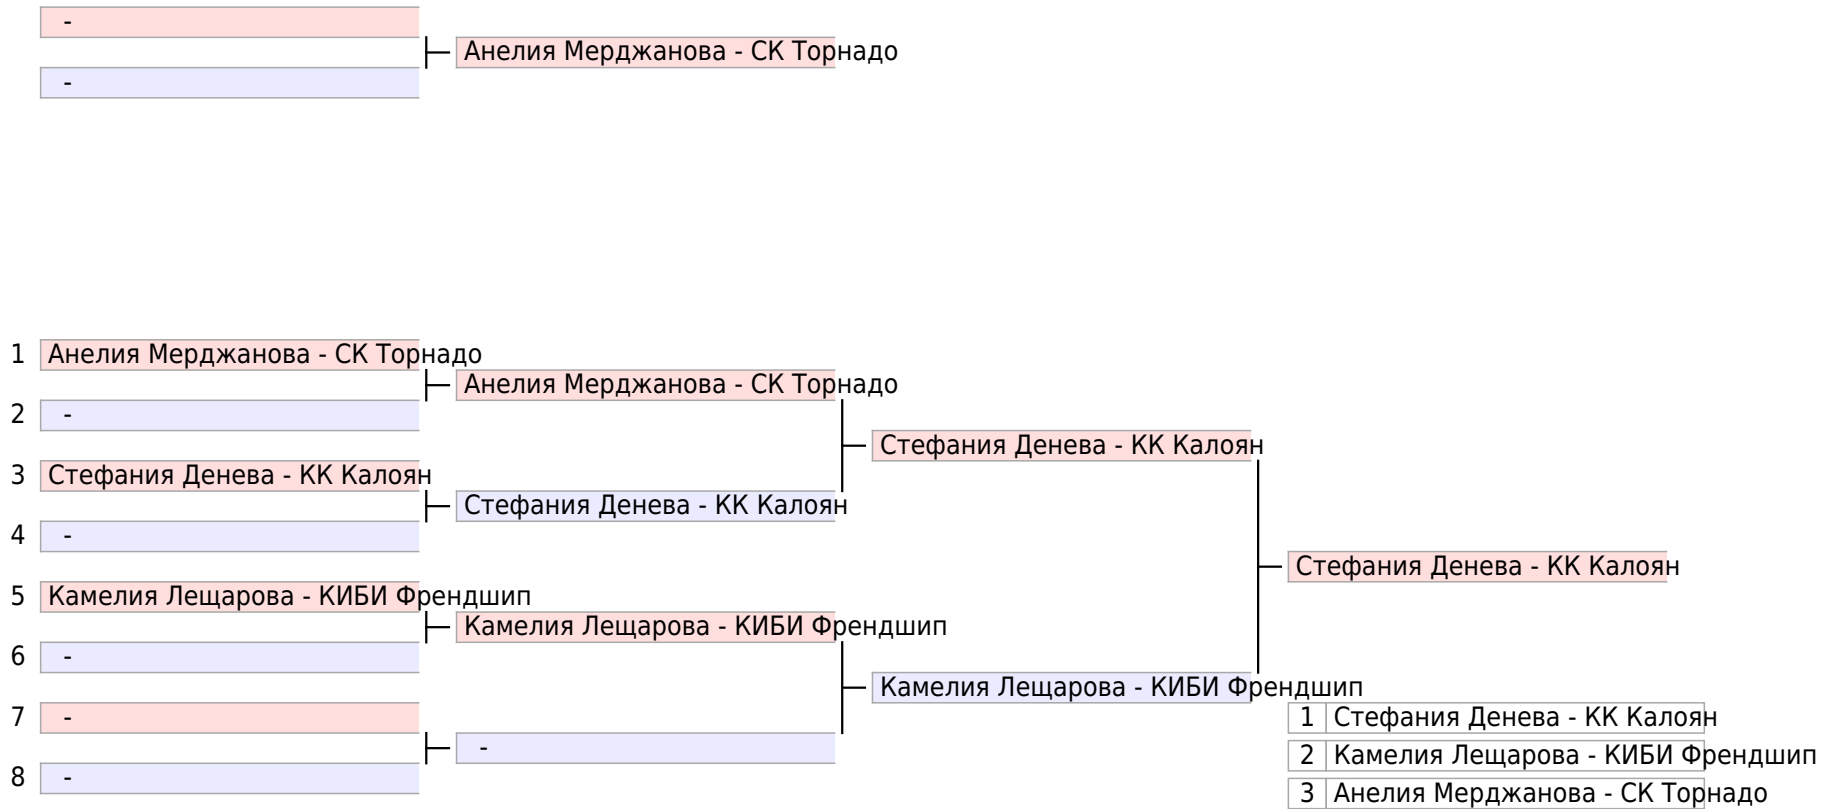 -
Анелия Мерджанова - СК Торнадо
-
1 Анелия Мерджанова - СК Торнадо
Анелия Мерджанова - СК Торнадо
2 -
Стефания Денева - КК Калоян
3 Стефания Денева - КК Калоян
Стефания Денева - КК Калоян
4 -
Стефания Денева - КК Калоян
5 Камелия Лещарова - КИБИ Френдшип
Камелия Лещарова - КИБИ Френдшип
6 -
Камелия Лещарова - КИБИ Френдшип
7 -
1 Стефания Денева - КК Калоян
-
2 Камелия Лещарова - КИБИ Френдшип
8 -
3 Анелия Мерджанова - СК Торнадо